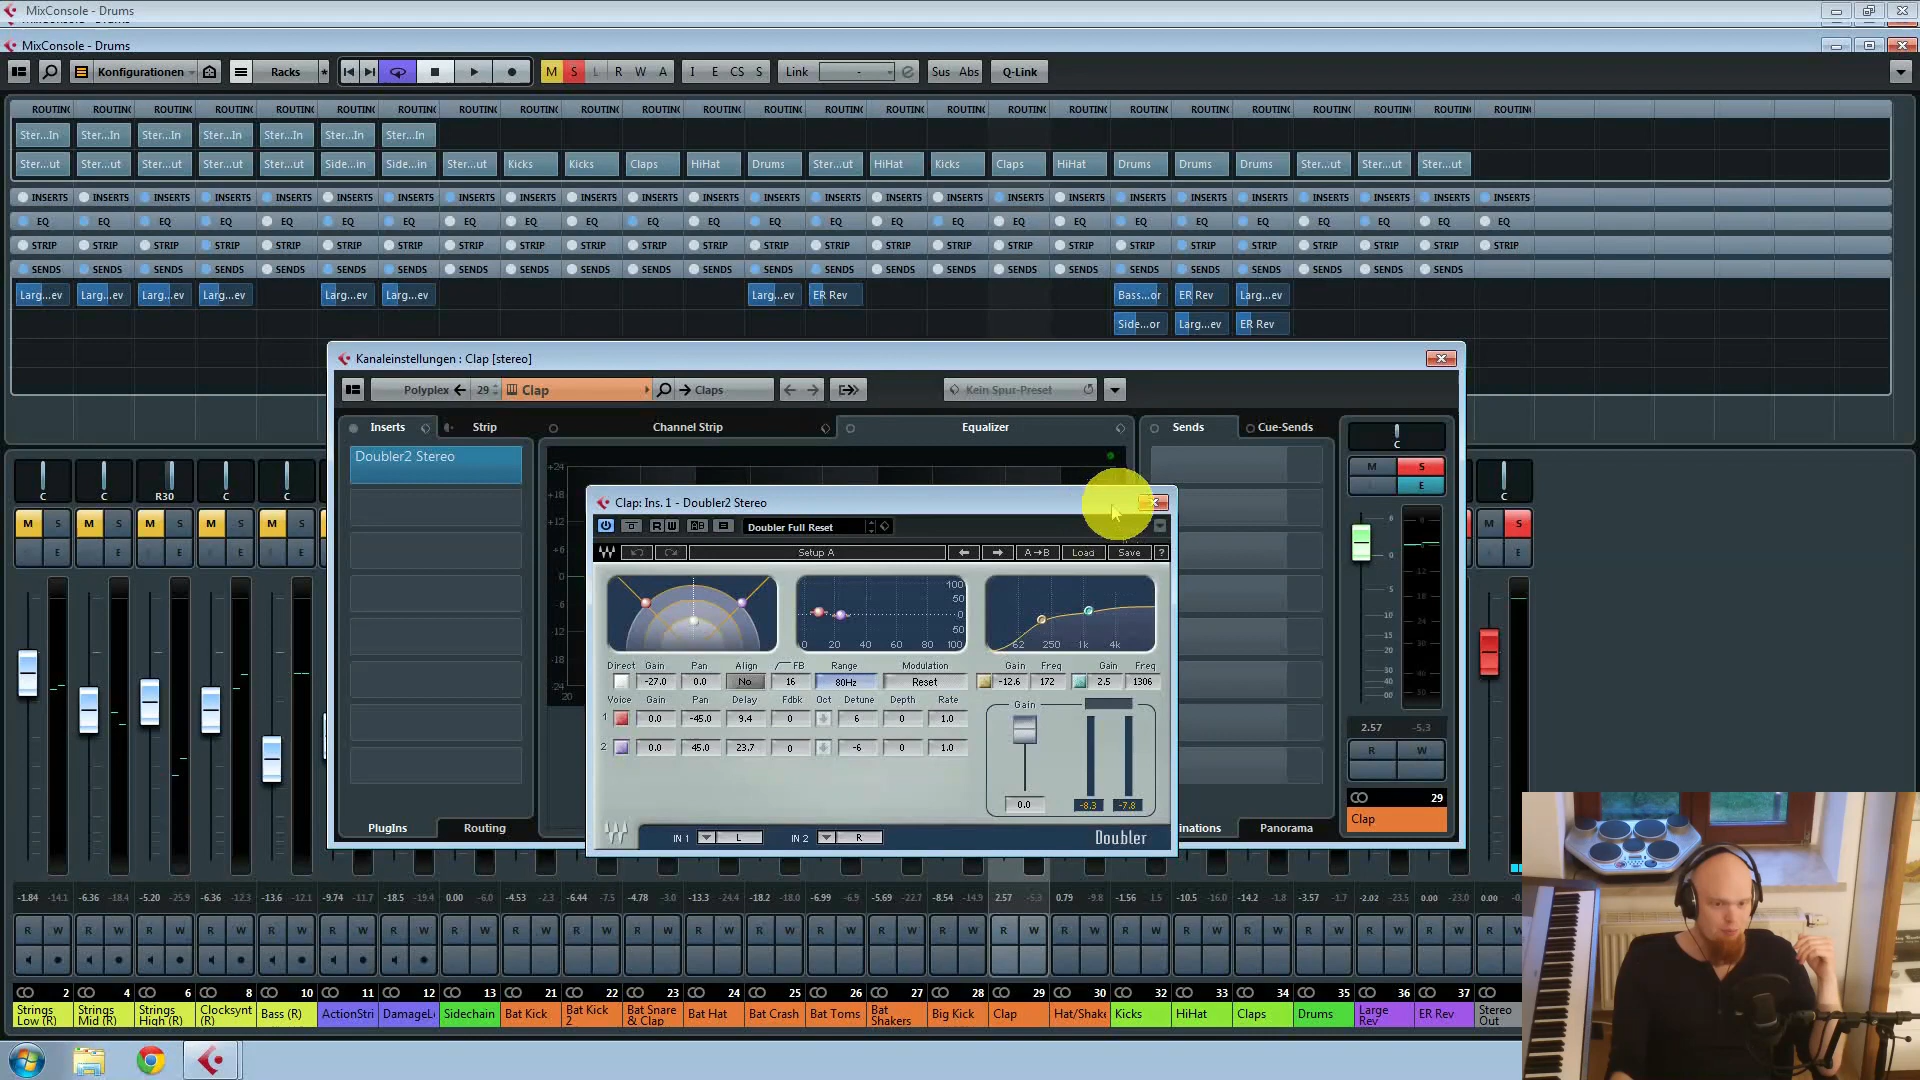 MixConsole - Drums
MixConsole - Drums
Konfigurationen Racks * M S L R W A I E CS S Link - Sus Abs Q-Link
ROUTING ROUTING ROUTING ROUTING ROUTING ROUTING ROUTING ROUTING ROUTING ROUTING ROUTING ROUTING ROUTING ROUTING ROUTING ROUTING ROUTING ROUTING ROUTING ROUTING ROUTING ROUTING ROUTING ROUTING ROUTING
Ster...In Ster...In Ster...In Ster...In Ster...In Ster...In Ster...In
Ster...ut Ster...ut Ster...ut Ster...ut Ster...ut Side...in Side...in Ster...ut Kicks Kicks Claps HiHat Drums Ster...ut HiHat Kicks Claps HiHat Drums Drums Drums Ster...ut Ster...ut Ster...ut
INSERTS INSERTS INSERTS INSERTS INSERTS INSERTS INSERTS INSERTS INSERTS INSERTS INSERTS INSERTS INSERTS INSERTS INSERTS INSERTS INSERTS INSERTS INSERTS INSERTS INSERTS INSERTS INSERTS INSERTS INSERTS
EQ EQ EQ EQ EQ EQ EQ EQ EQ EQ EQ EQ EQ EQ EQ EQ EQ EQ EQ EQ EQ EQ EQ EQ EQ
STRIP STRIP STRIP STRIP STRIP STRIP STRIP STRIP STRIP STRIP STRIP STRIP STRIP STRIP STRIP STRIP STRIP STRIP STRIP STRIP STRIP STRIP STRIP STRIP STRIP
SENDS SENDS SENDS SENDS SENDS SENDS SENDS SENDS SENDS SENDS SENDS SENDS SENDS SENDS SENDS SENDS SENDS SENDS SENDS SENDS SENDS SENDS SENDS SENDS
Larg...ev Larg...ev Larg...ev Larg...ev Larg...ev Larg...ev Larg...ev ER Rev Bass...or ER Rev Larg...ev
Side...or Larg...ev ER Rev
Kanaleinstellungen : Clap [stereo]
Polyplex 29 Clap Claps Kein Spur-Preset
Inserts Strip Channel Strip Equalizer Sends Cue-Sends
Doubler2 Stereo
C C R30 C C C C
M S M S M S M S M S M S E M S
E E E E E E
+24
+18
+12
+6
0
-6
-12
-18
-24
20
Clap: Ins. 1 - Doubler2 Stereo
R W Doubler Full Reset
Setup A A→B Load Save ?
100
50
0
50
100
0 20 40 60 80 100
62 250 1k 4k
Direct Gain Pan Align FB Range Modulation Gain Freq Gain Freq
-27.0 0.0 No 16 80Hz Reset -12.6 172 2.5 1306
Voice Gain Pan Delay Fdbk Oct Detune Depth Rate Gain
1 0.0 -45.0 9.4 0 6 0 1.0
2 0.0 45.0 23.7 0 -6 0 1.0
0.0 -8.3 -7.8
IN 1 L IN 2 R Doubler
2.57 -5.3
R W
29
Clap
PlugIns Routing inations Panorama
-1.84 -14.1 -6.36 -18.4 -5.20 -25.9 -6.36 -18.3 -13.6 -12.1 -9.74 -11.7 -18.5 -19.4 0.00 -6.0 -4.53 -2.3 -6.44 -7.5 -4.78 -3.0 -13.3 -24.4 -18.2 -18.0 -6.99 -6.9 -5.69 -22.7 -8.54 -14.9 2.57 -5.3 0.79 -9.8 -1.56 1.5 -10.5 -16.0 -14.2 -1.8 -3.57 -1.7 -2.02 -23.5 0.00 -23.0 0.00
R W R W R W R W R W R W R W R W R W R W R W R W R W R W R W R W R W R W R W R W R W R W R W R W R W
2 4 6 8 10 11 12 13 21 22 23 24 25 26 27 28 29 30 32 33 34 35 36 37
Strings Low (R) Strings Mid (R) Strings High (R) Clocksynt (R) Bass (R) ActionStri DamageL Sidechain Bat Kick Bat Kick 2 Bat Snare & Clap Bat Hat Bat Crash Bat Toms Bat Shakers Big Kick Clap Hat/Shake Kicks HiHat Claps Drums Large Rev ER Rev Stereo Out